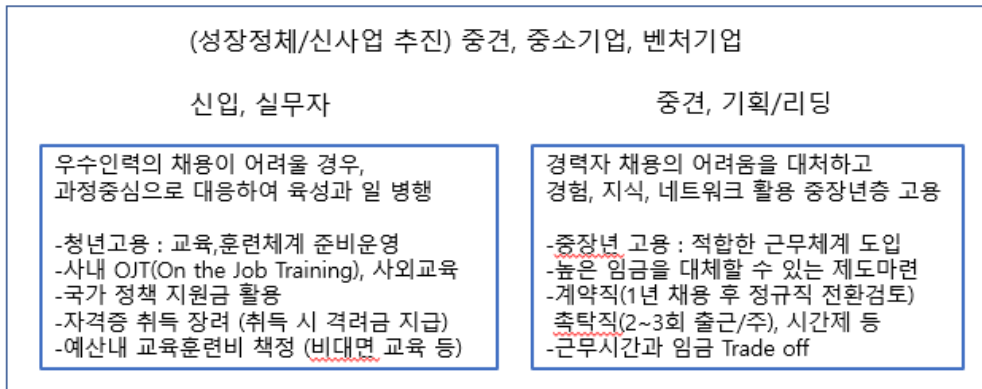 (성장정체/신사업 추진) 중견, 중소기업, 벤처기업
신입, 실무자
중견, 기획/리딩
우수인력의 채용이 어려울 경우,
과정중심으로 대응하여 육성과 일 병행
-청년고용 : 교육,훈련체계 준비운영
-사내 OJT(On the Job Training), 사외교육
-국가 정책 지원금 활용
-자격증 취득 장려 (취득 시 격려금 지급)
-예산내 교육훈련비 책정 (비대면 교육 등)
경력자 채용의 어려움을 대처하고
경험, 지식, 네트워크 활용 중장년층 고용
-중장년 고용 : 적합한 근무체계 도입
-높은 임금을 대체할 수 있는 제도마련
-계약직(1년 채용 후 정규직 전환검토)
촉탁직(2~3회 출근/주), 시간제 등
-근무시간과 임금 Trade off